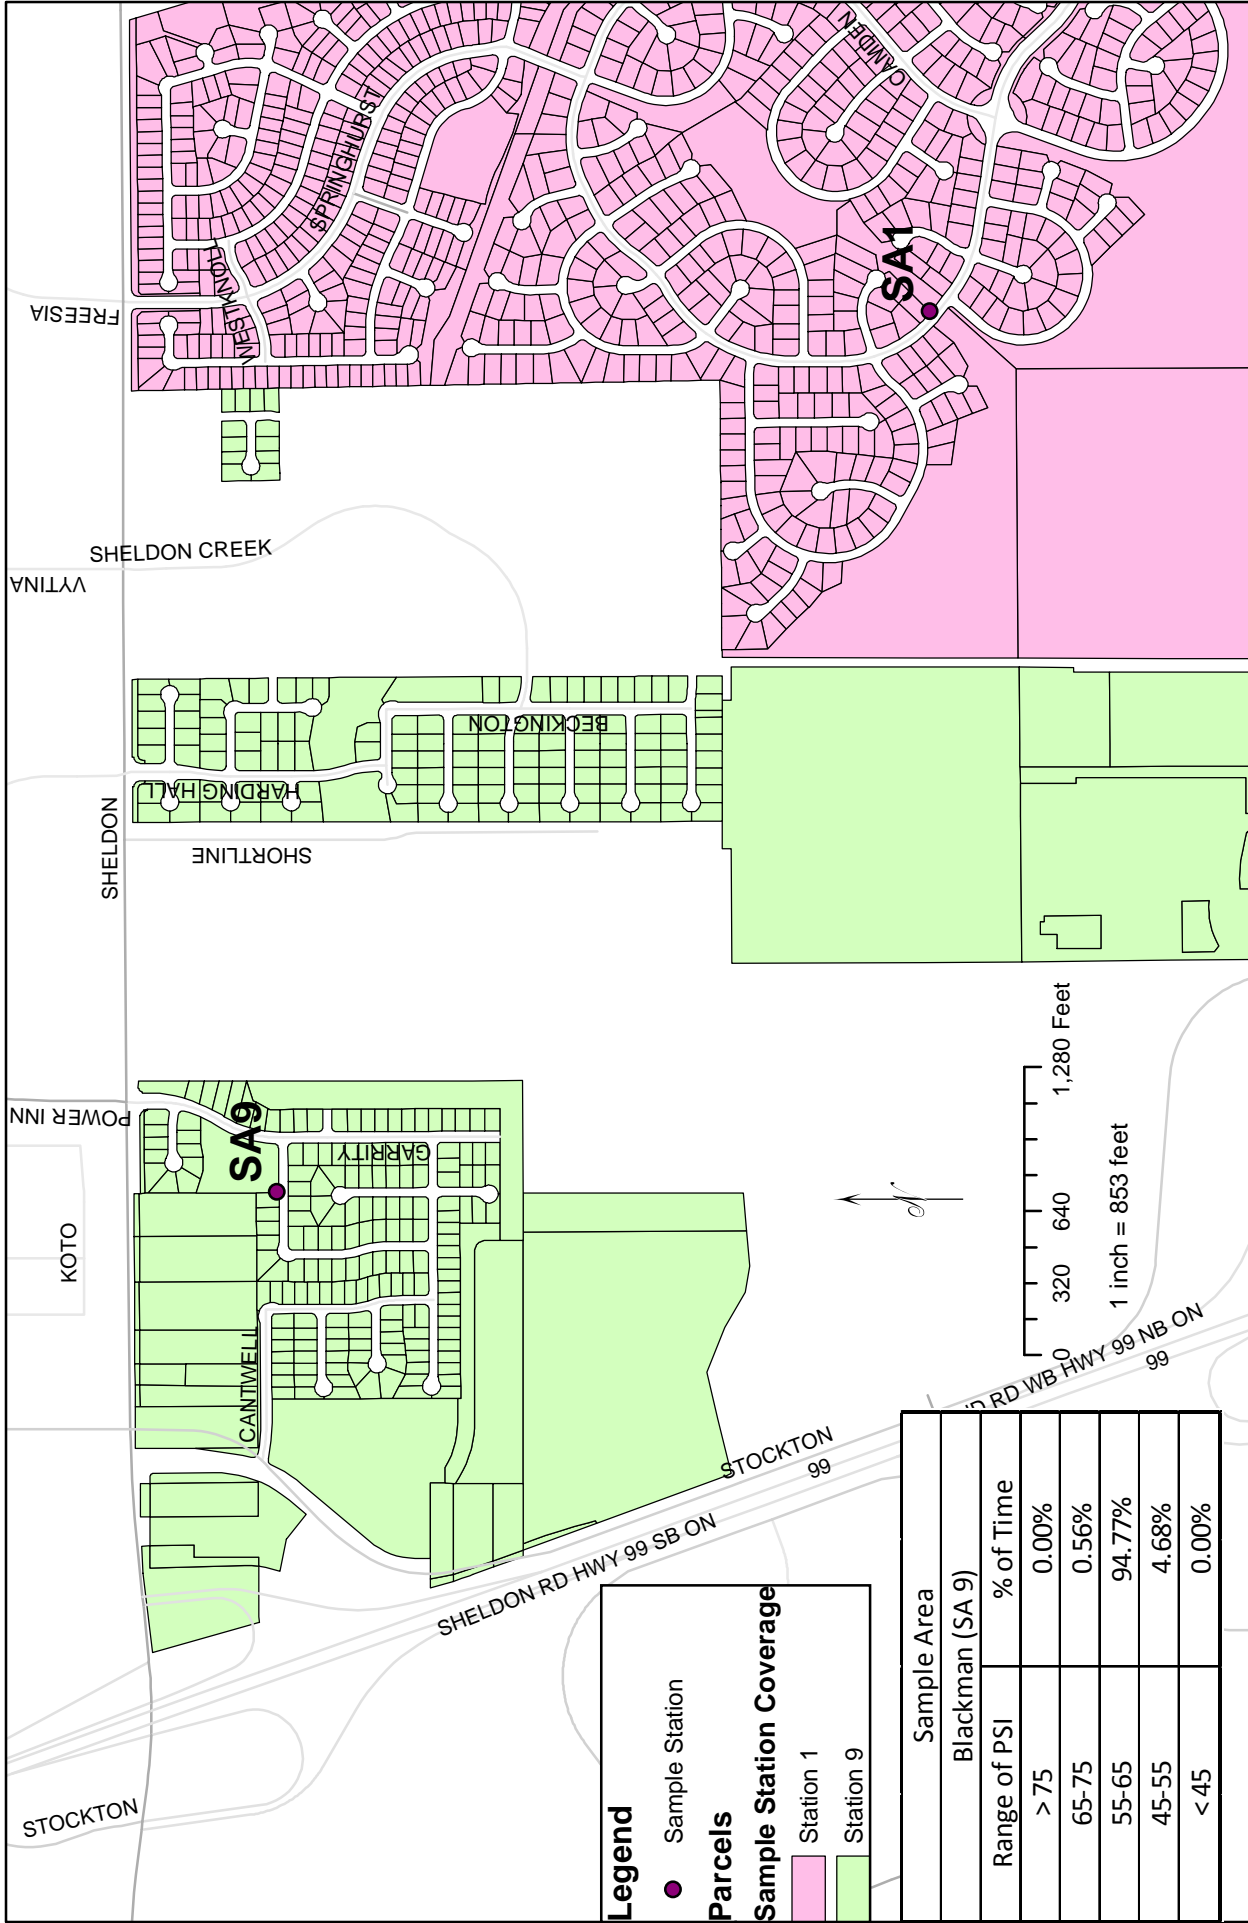 STOCKTON
KOTO
POWER INN
SHELDON
VYTINA
SHELDON CREEK
FREESIA
WESTKNOLL
SPRINGHURST
CAMDEN
CANTWELL
SA9
GARRITY
HARDING HALL
SHORTLINE
BECKINGTON
SA1
SHELDON RD HWY 99 SB ON
STOCKTON
99
RD WB HWY 99 NB ON
99
N
0 320 640 1,280 Feet
1 inch = 853 feet
Legend
Sample Station
Parcels
Sample Station Coverage
Station 1
Station 9
Sample Area
Blackman (SA 9)
Range of PSI % of Time
>75 0.00%
65-75 0.56%
55-65 94.77%
45-55 4.68%
<45 0.00%